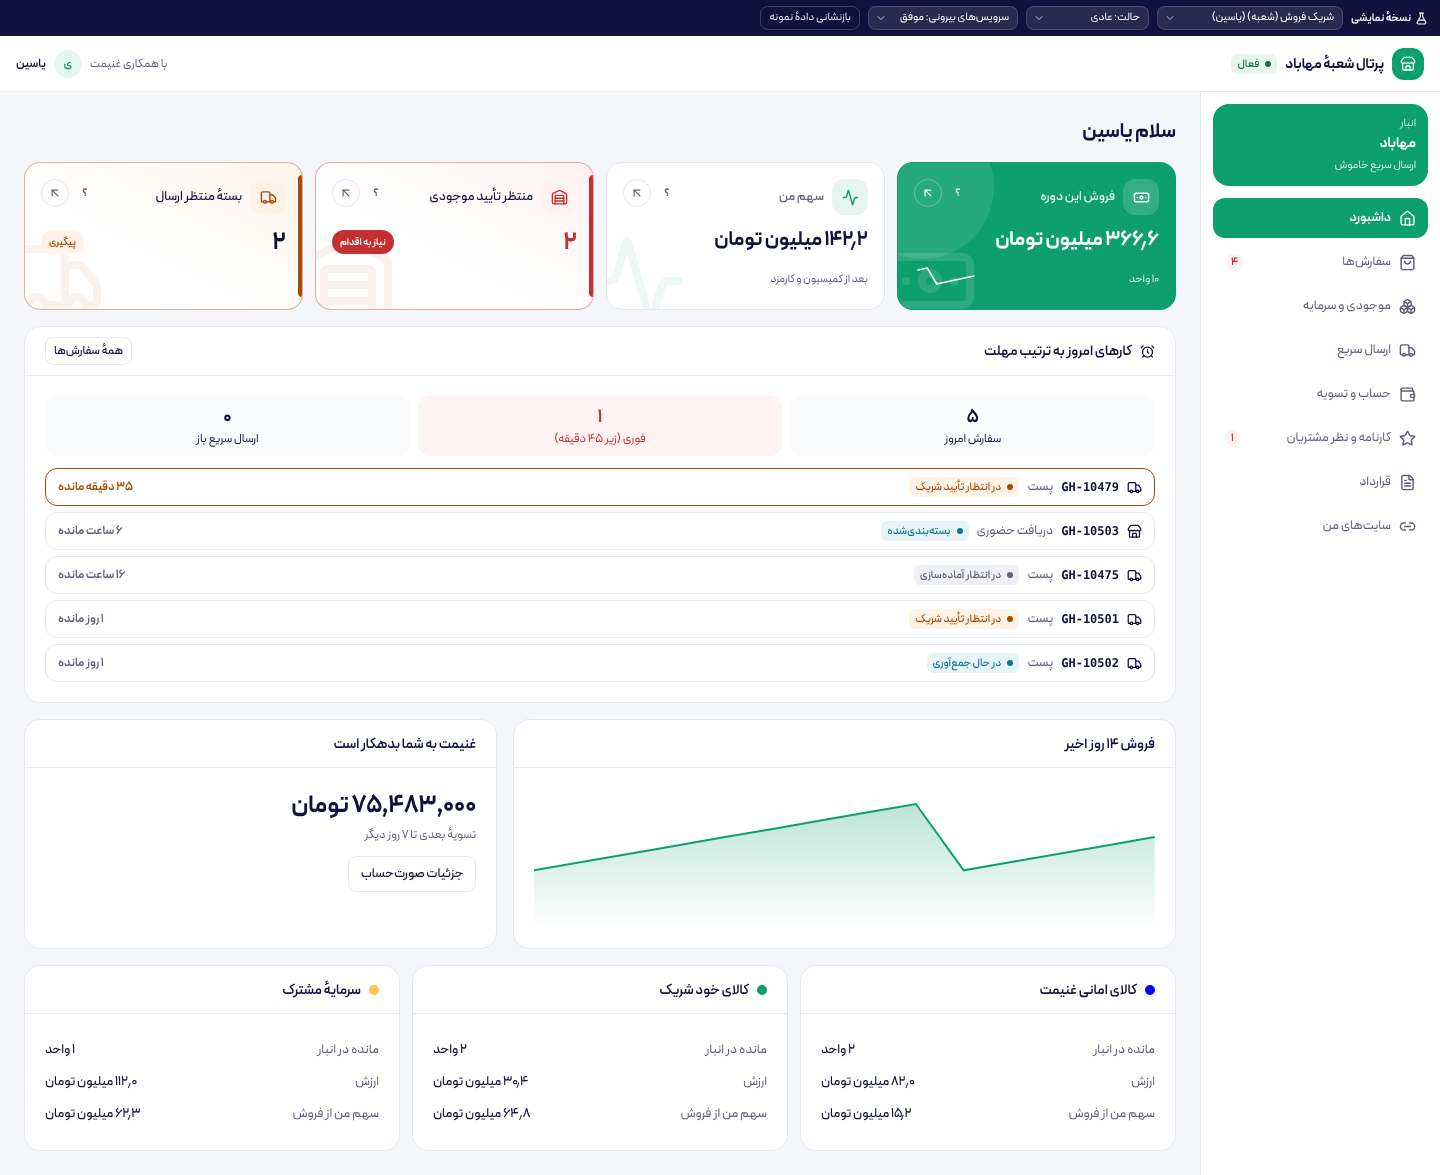 نسخهٔ نمایشی
شریک فروش (شعبه) (یاسین)
حالت: عادی
سرویس‌های بیرونی: موفق
بازنشانی دادهٔ نمونه
پرتال شعبهٔ مهاباد
فعال
با همکاری غنیمت
ی
یاسین
انبار
مهاباد
ارسال سریع خاموش
داشبورد
سفارش‌ها
۴
موجودی و سرمایه
ارسال سریع
حساب و تسویه
کارنامه و نظر مشتریان
۱
قرارداد
سایت‌های من
سلام یاسین
فروش این دوره
؟
۳۶۶٫۶ میلیون تومان
۱۰ واحد
سهم من
؟
۱۴۲٫۲ میلیون تومان
بعد از کمیسیون و کارمزد
منتظر تأیید موجودی
؟
۲
نیاز به اقدام
بستهٔ منتظر ارسال
؟
۲
پیگیری
کارهای امروز به ترتیب مهلت
همهٔ سفارش‌ها
۵
سفارش امروز
۱
فوری (زیر ۴۵ دقیقه)
۰
ارسال سریع باز
GH-10479 پست در انتظار تأیید شریک ۳۵ دقیقه مانده
GH-10503 دریافت حضوری بسته‌بندی‌شده ۶ ساعت مانده
GH-10475 پست در انتظار آماده‌سازی ۱۶ ساعت مانده
GH-10501 پست در انتظار تأیید شریک ۱ روز مانده
GH-10502 پست در حال جمع‌آوری ۱ روز مانده
فروش ۱۴ روز اخیر
غنیمت به شما بدهکار است
۷۵,۴۸۳,۰۰۰ تومان
تسویهٔ بعدی تا ۷ روز دیگر
جزئیات صورت‌حساب
کالای امانی غنیمت
مانده در انبار ۲ واحد
ارزش ۸۲٫۰ میلیون تومان
سهم من از فروش ۱۵٫۲ میلیون تومان
کالای خود شریک
مانده در انبار ۲ واحد
ارزش ۳۰٫۴ میلیون تومان
سهم من از فروش ۶۴٫۸ میلیون تومان
سرمایهٔ مشترک
مانده در انبار ۱ واحد
ارزش ۱۱۲٫۰ میلیون تومان
سهم من از فروش ۶۲٫۳ میلیون تومان